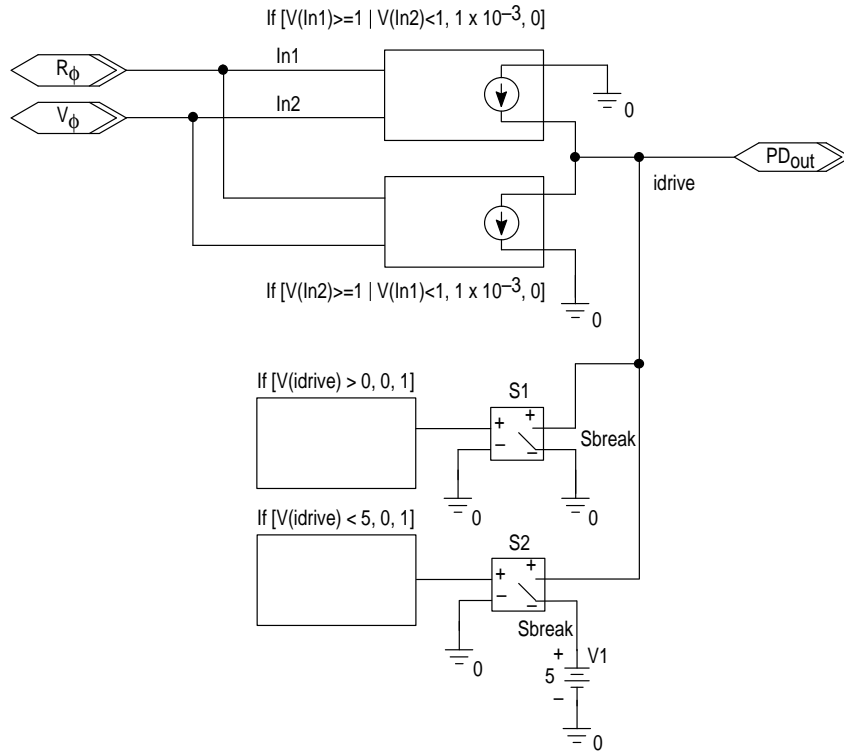 If [V(In1)>=1 | V(In2)<1, 1 x 10–3, 0]
Rϕ
In1
Vϕ
In2
0
PDout
idrive
If [V(In2)>=1 | V(In1)<1, 1 x 10–3, 0]
0
If [V(idrive) > 0, 0, 1]
S1
+
+
–
–
Sbreak
0
0
If [V(idrive) < 5, 0, 1]
S2
+
+
–
–
Sbreak
0
+
V1
5
–
0